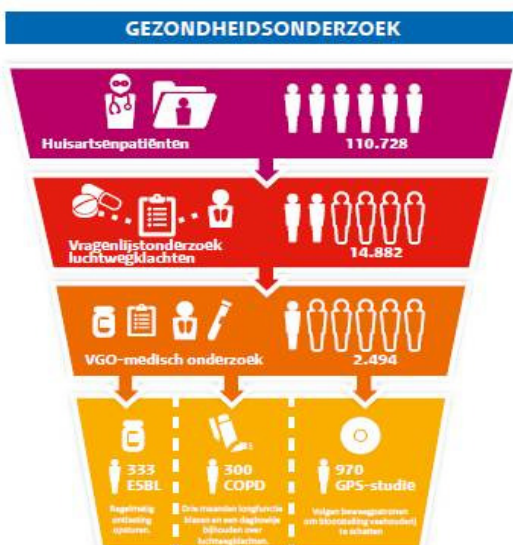 GEZONDHEIDSONDERZOEK
Huisartsenpatiënten
110.728
Vragenlijstonderzoek
luchtwegklachten
14.882
VGO-medisch onderzoek
2.494
333
ESBL
Regelmatig
ontlasting
opsturen.
300
COPD
Drie maanden longfunctie
blazen en een dagboekje
bijhouden over
luchtwegklachten.
970
GPS-studie
Volgen beweegpatronen
om blootstelling veehouderij
te schatten